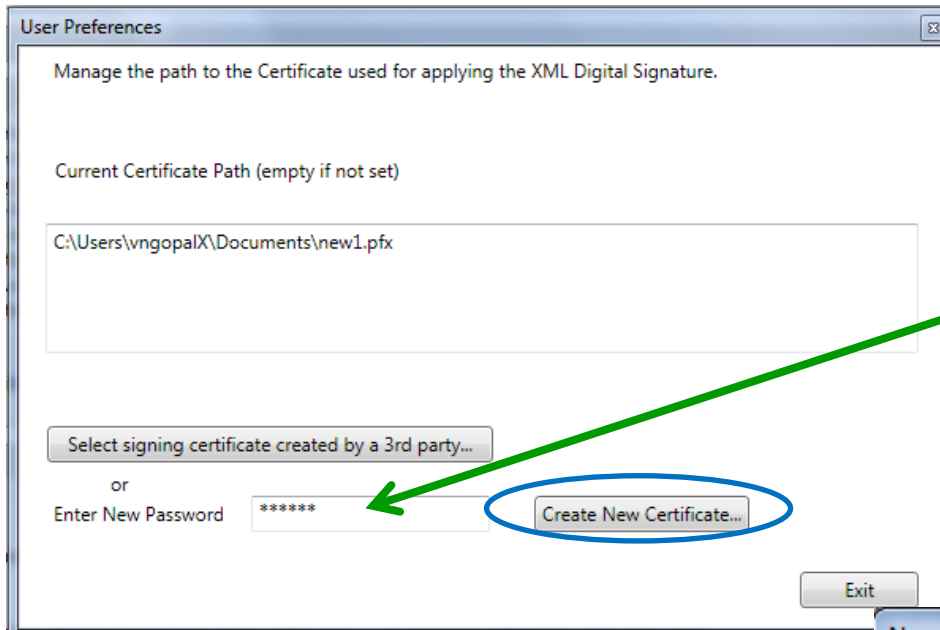 User Preferences
Manage the path to the Certificate used for applying the XML Digital Signature.
Current Certificate Path (empty if not set)
C:\Users\vngopalX\Documents\new1.pfx
Select signing certificate created by a 3rd party...
or
Enter New Password ****** Create New Certificate...
Exit